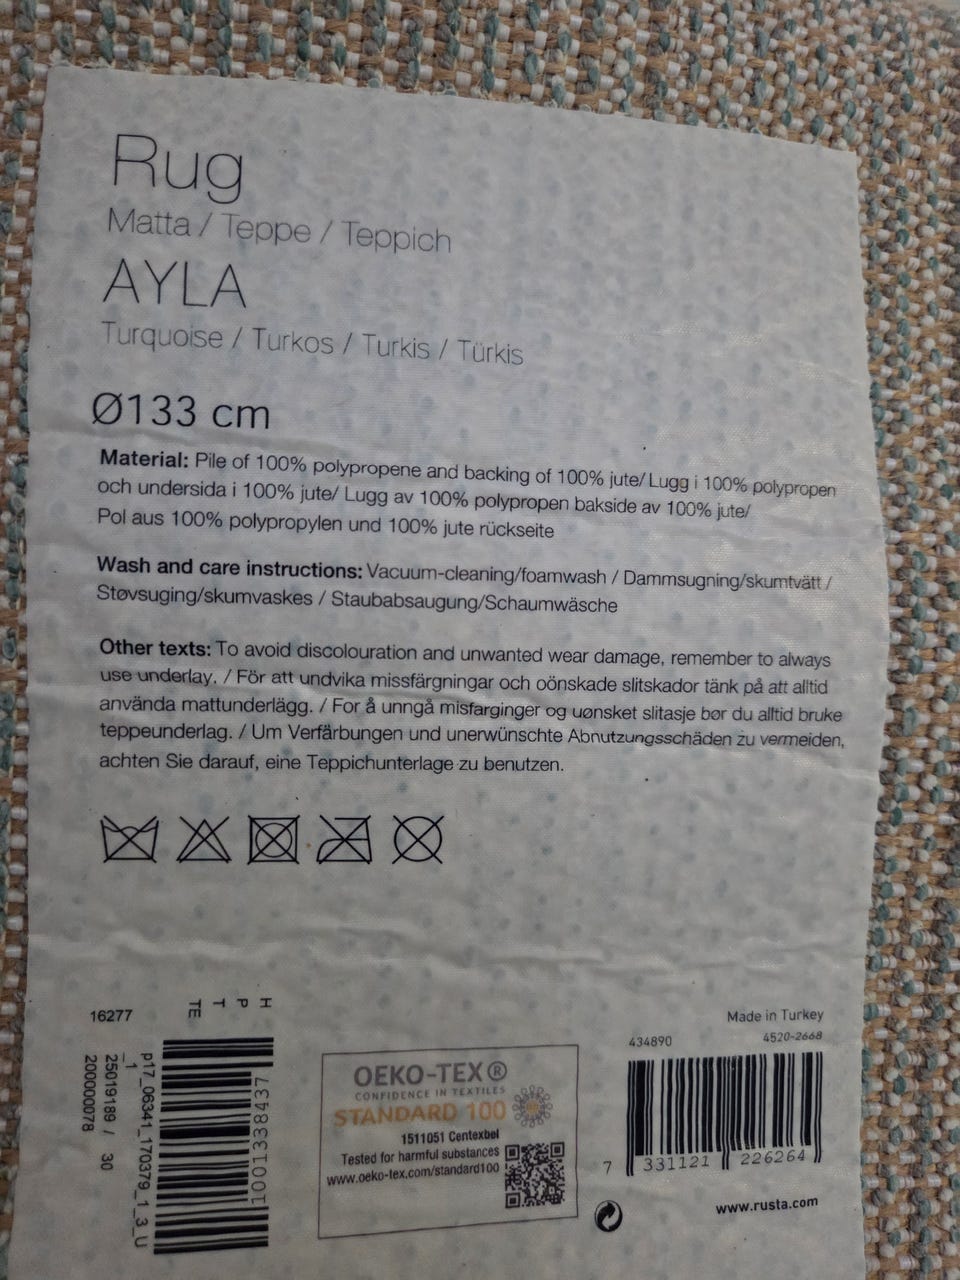 Rug
Matta / Teppe / Teppich
AYLA
Turquoise / Turkos / Turkis / Türkis
Ø133 cm
Material: Pile of 100% polypropene and backing of 100% jute/ Lugg i 100% polypropen
och undersida i 100% jute/ Lugg av 100% polypropen bakside av 100% jute/
Pol aus 100% polypropylen und 100% jute rückseite
Wash and care instructions: Vacuum-cleaning/foamwash / Dammsugning/skumtvätt /
Støvsuging/skumvaskes / Staubabsaugung/Schaumwäsche
Other texts: To avoid discolouration and unwanted wear damage, remember to always
use underlay. / För att undvika missfärgningar och oönskade slitskador tänk på att alltid
använda mattunderlägg. / For å unngå misfarginger og uønsket slitasje bør du alltid bruke
teppeunderlag. / Um Verfärbungen und unerwünschte Abnutzungsschäden zu vermeiden,
achten Sie darauf, eine Teppichunterlage zu benutzen.
16277
H
P
T
TE
1001338437
p17_06341_170379_1_3_U
_1
25019189 / 30
200000078
OEKO-TEX®
CONFIDENCE IN TEXTILES
STANDARD 100
1511051 Centexbel
Tested for harmful substances
www.oeko-tex.com/standard100
Made in Turkey
434890
4520-2668
7 331121 226264
www.rusta.com